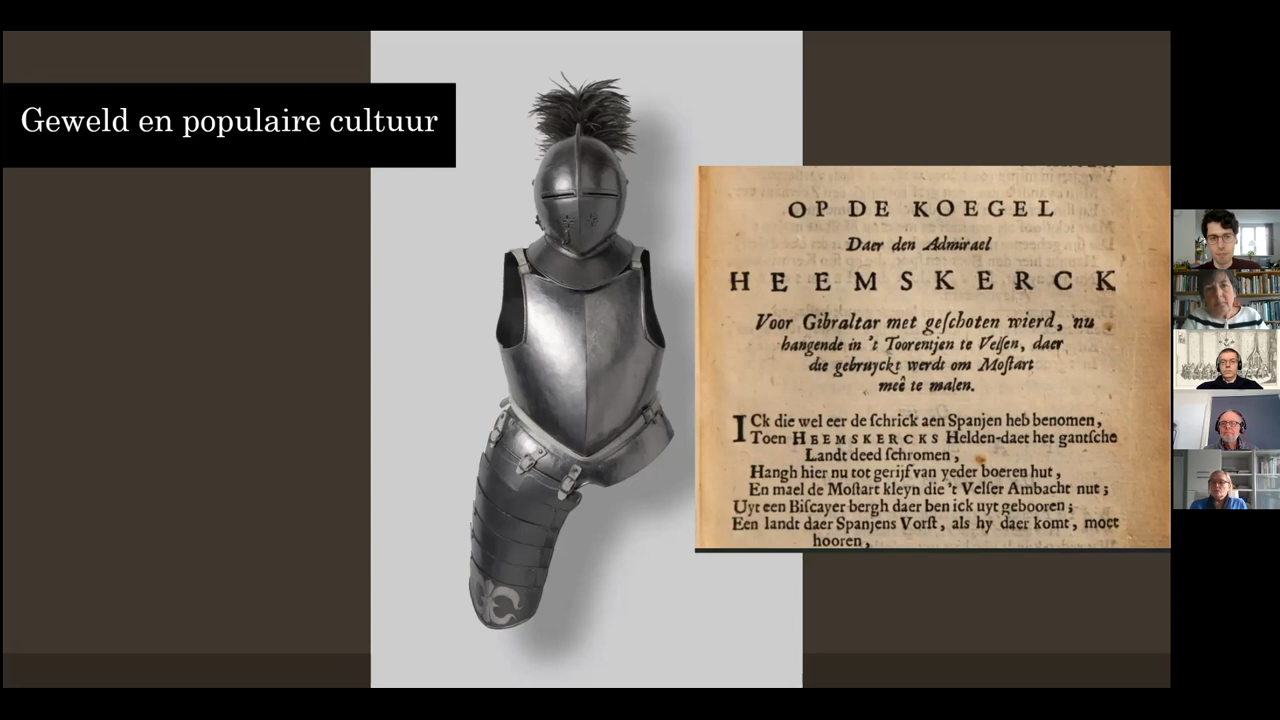 Geweld en populaire cultuur
OP DE KOEGEL
Daer den Admirael
HEEMSKERCK
Voor Gibraltar met geſchoten wierd, nu
hangende in 't Toorentjen te Velſen, daer
die gebruyckt werdt om Moſtart
meê te malen.
ICk die wel eer de ſchrick aen Spanjen heb benomen,
Toen HEEMSKERCKS Helden-daet het gantſche
Landt deed ſchromen,
Hangh hier nu tot gerijf van yeder boeren hut,
En mael de Moſtart kleyn die 't Velſer Ambacht nut;
Uyt een Biſcayer bergh daer ben ick uyt gebooren;
Een landt daer Spanjens Vorſt, als hy daer komt, moet
hooren,